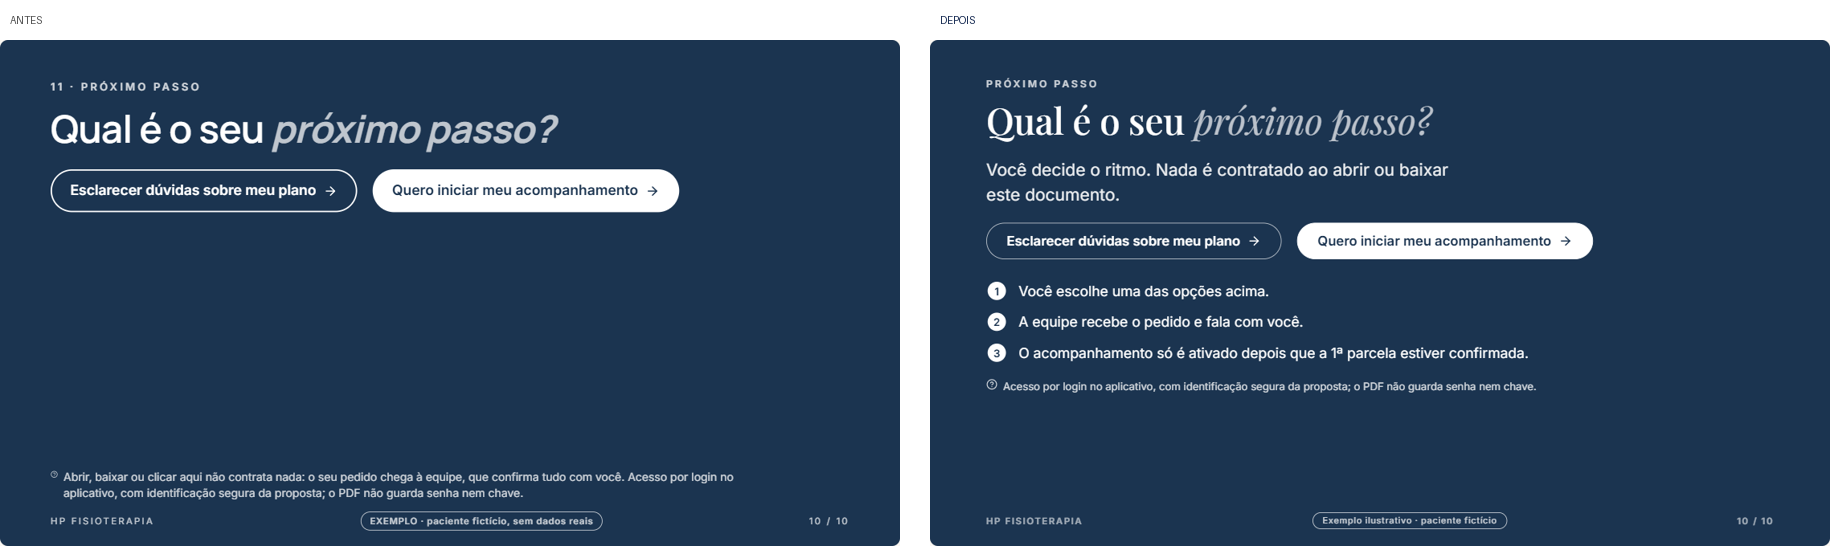 ANTES
11 · PRÓXIMO PASSO
Qual é o seu próximo passo?
Esclarecer dúvidas sobre meu plano →
Quero iniciar meu acompanhamento →
? Abrir, baixar ou clicar aqui não contrata nada: o seu pedido chega à equipe, que confirma tudo com você. Acesso por login no
aplicativo, com identificação segura da proposta; o PDF não guarda senha nem chave.
HP FISIOTERAPIA
EXEMPLO · paciente fictício, sem dados reais
10 / 10
DEPOIS
PRÓXIMO PASSO
Qual é o seu próximo passo?
Você decide o ritmo. Nada é contratado ao abrir ou baixar
este documento.
Esclarecer dúvidas sobre meu plano →
Quero iniciar meu acompanhamento →
1 Você escolhe uma das opções acima.
2 A equipe recebe o pedido e fala com você.
3 O acompanhamento só é ativado depois que a 1ª parcela estiver confirmada.
? Acesso por login no aplicativo, com identificação segura da proposta; o PDF não guarda senha nem chave.
HP FISIOTERAPIA
Exemplo ilustrativo · paciente fictício
10 / 10